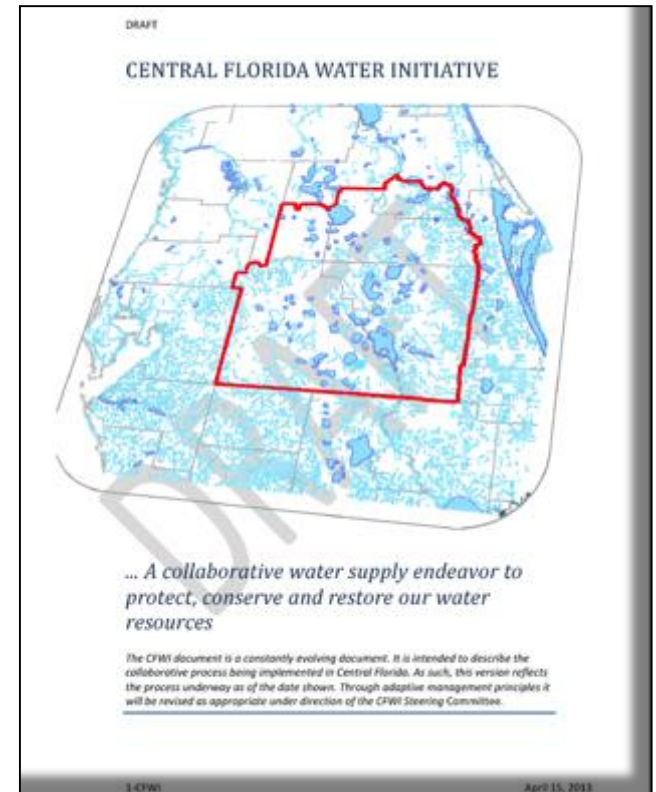 DRAFT
CENTRAL FLORIDA WATER INITIATIVE
DRAFT
... A collaborative water supply endeavor to
protect, conserve and restore our water
resources
The CFWI document is a constantly evolving document. It is intended to describe the
collaborative process being implemented in Central Florida. As such, this version reflects
the process underway as of the date shown. Through adaptive management principles it
will be revised as appropriate under direction of the CFWI Steering Committee.
1-CFWI April 15, 2013